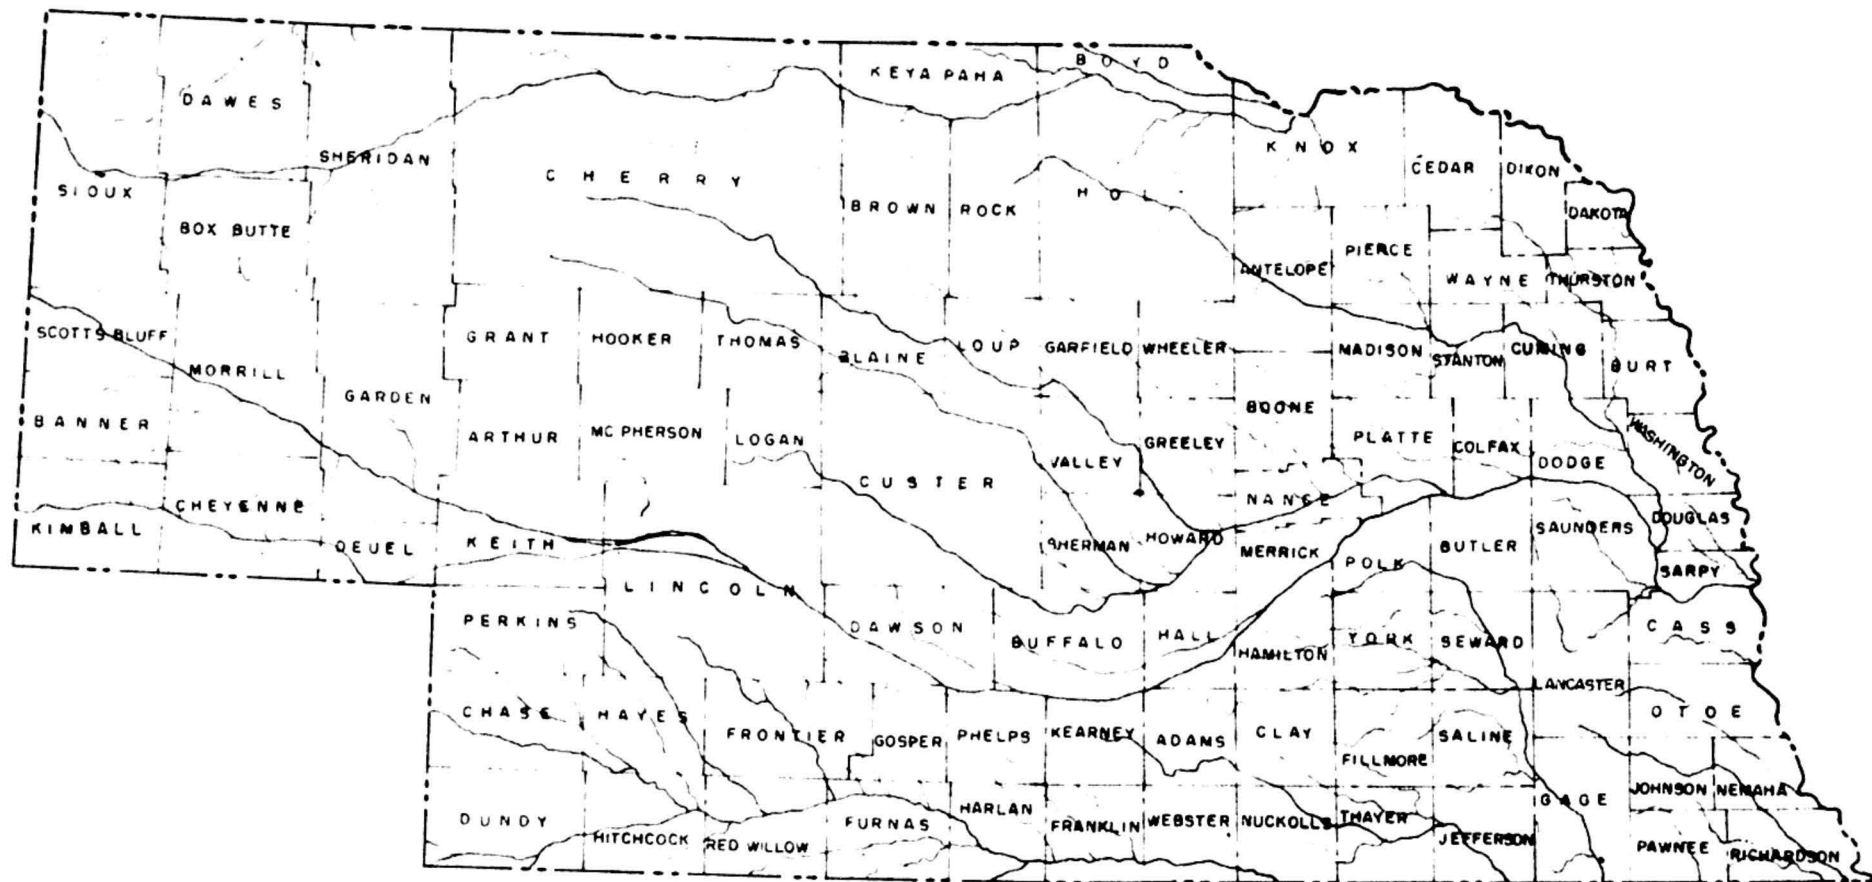 KEYA PAHA
BOYD
DAWES
SHERIDAN
CHERRY
KNOX
CEDAR
DIXON
SIOUX
BOX BUTTE
BROWN
ROCK
DAKOTA
PIERCE
ANTELOPE
WAYNE
THURSTON
SCOTTS BLUFF
GRANT
HOOKER
THOMAS
BLAINE
LOUP
GARFIELD
WHEELER
MADISON
STANTON
CUMING
BURT
MORRILL
GARDEN
BANNER
ARTHUR
MC PHERSON
LOGAN
BOONE
GREELEY
VALLEY
PLATTE
COLFAX
DODGE
WASHINGTON
CUSTER
NANCE
CHEYENNE
KIMBALL
DEUEL
KEITH
SHERMAN
HOWARD
MERRICK
POLK
BUTLER
SAUNDERS
DOUGLAS
SARPY
LINCOLN
PERKINS
DAWSON
BUFFALO
HALL
HAMILTON
YORK
SEWARD
CASS
LANCASTER
OTOE
CHASE
HAYES
FRONTIER
GOSPER
PHELPS
KEARNEY
ADAMS
CLAY
FILLMORE
SALINE
DUNDY
HITCHCOCK
RED WILLOW
FURNAS
HARLAN
FRANKLIN
WEBSTER
NUCKOLLS
THAYER
JEFFERSON
GAGE
JOHNSON
NEMAHA
PAWNEE
RICHARDSON